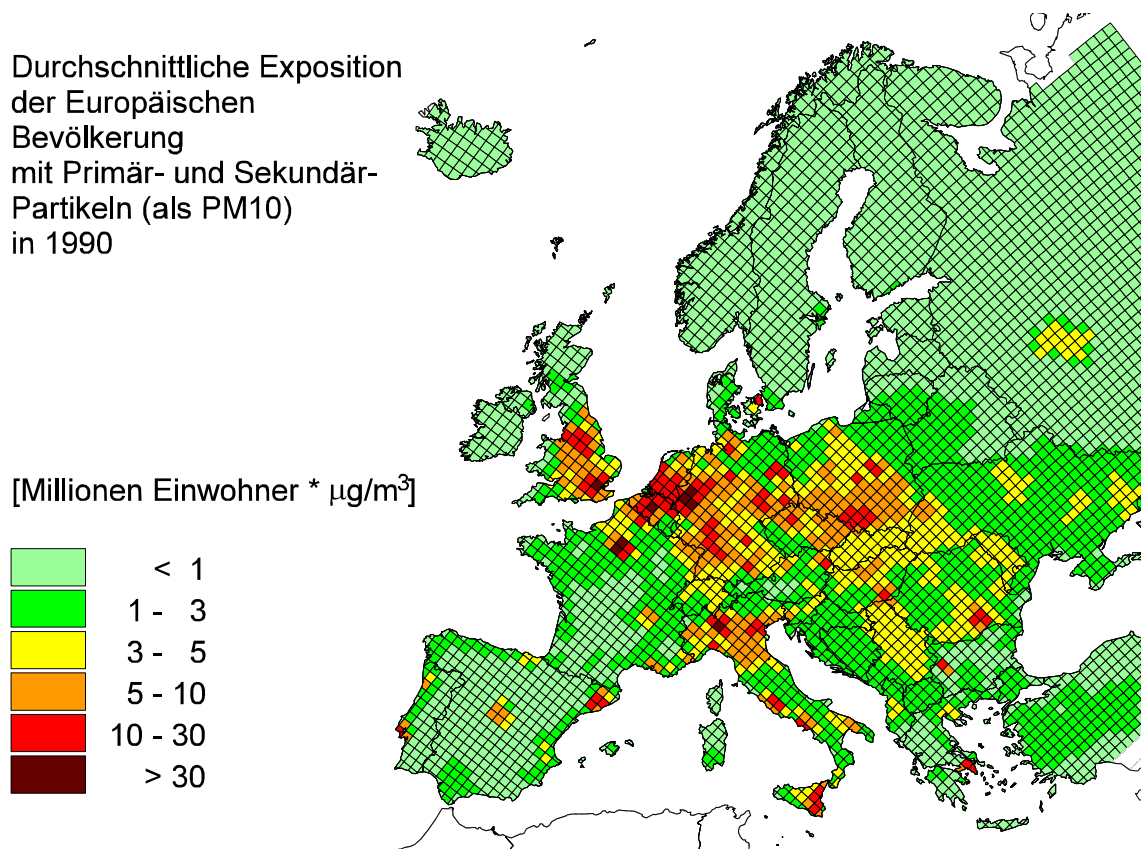 Durchschnittliche Exposition
der Europäischen
Bevölkerung
mit Primär- und Sekundär-
Partikeln (als PM10)
in 1990
[Millionen Einwohner * µg/m³]
< 1
1 - 3
3 - 5
5 - 10
10 - 30
> 30